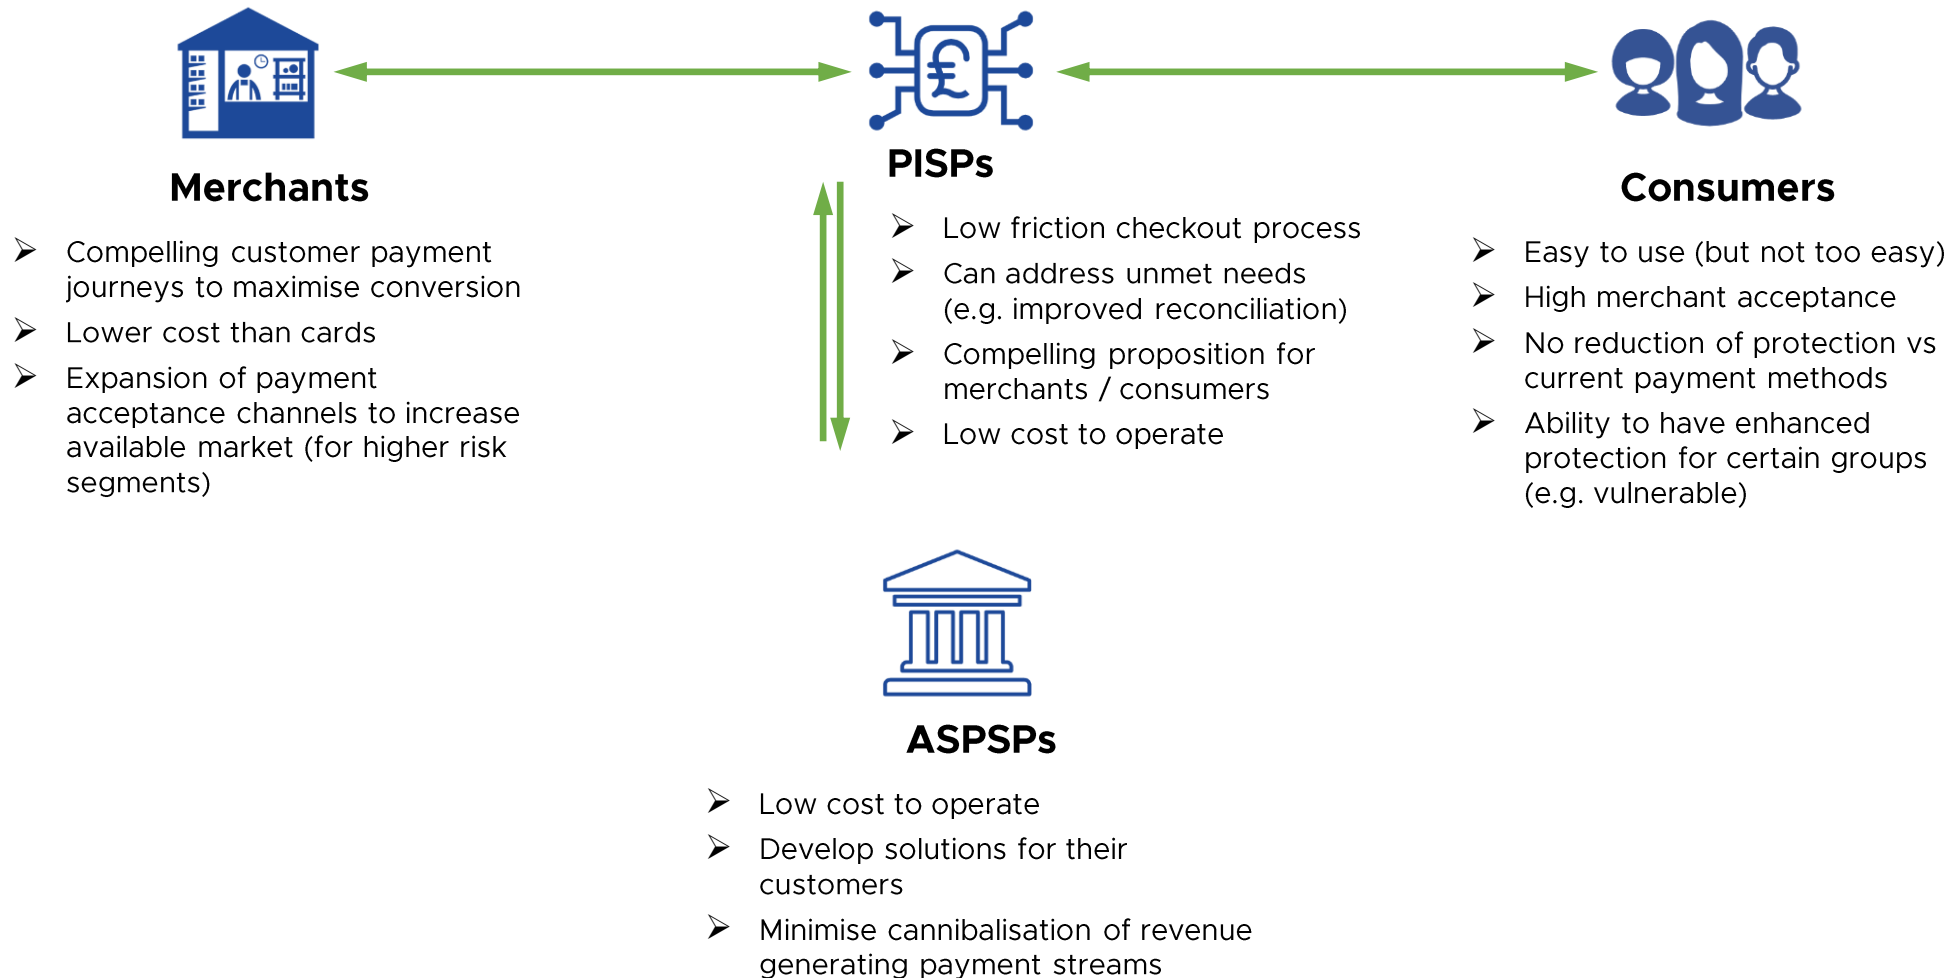 Merchants
Compelling customer payment
journeys to maximise conversion
Lower cost than cards
Expansion of payment
acceptance channels to increase
available market (for higher risk
segments)
PISPs
Low friction checkout process
Can address unmet needs
(e.g. improved reconciliation)
Compelling proposition for
merchants / consumers
Low cost to operate
Consumers
Easy to use (but not too easy)
High merchant acceptance
No reduction of protection vs
current payment methods
Ability to have enhanced
protection for certain groups
(e.g. vulnerable)
ASPSPs
Low cost to operate
Develop solutions for their
customers
Minimise cannibalisation of revenue
generating payment streams